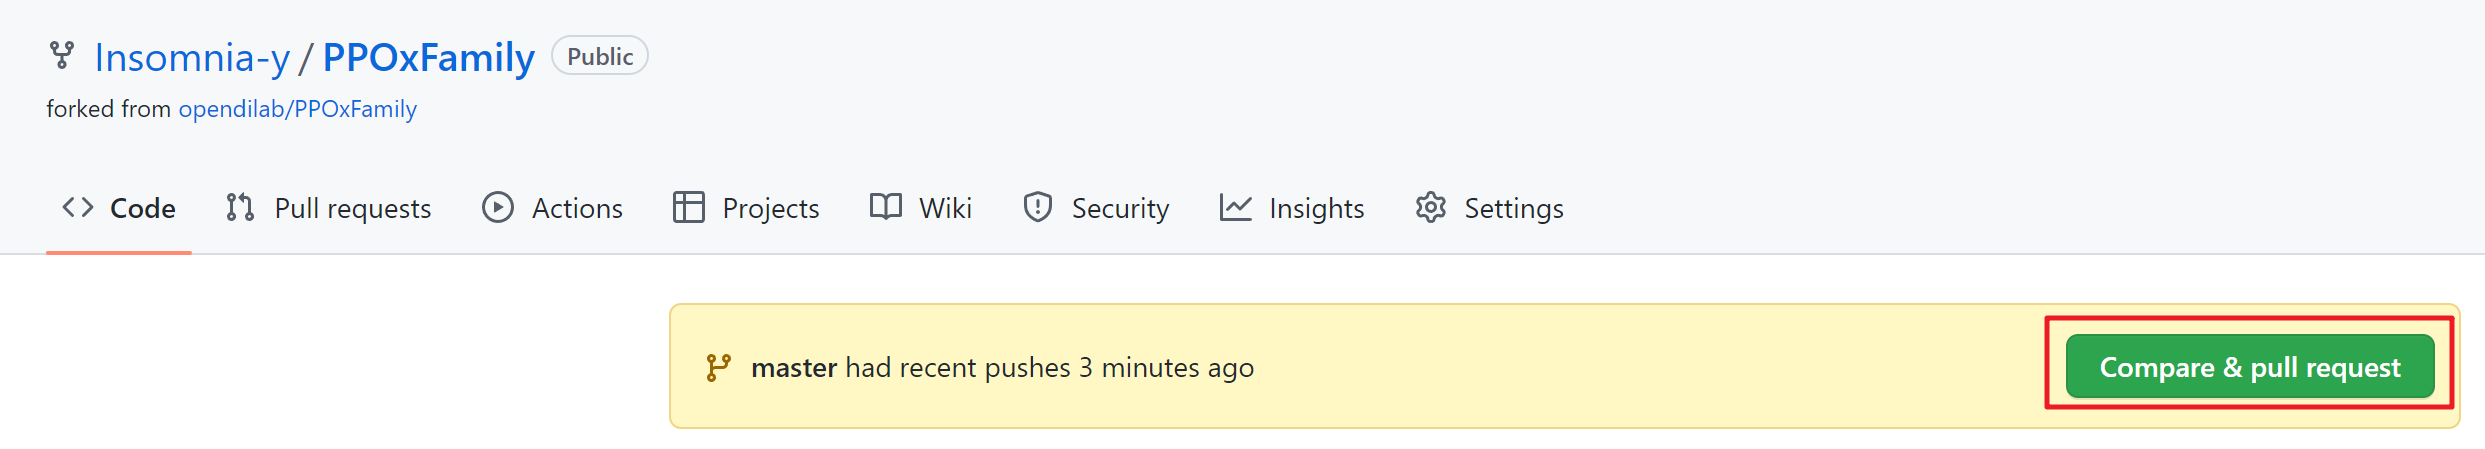 Insomnia-y / PPOxFamily Public
forked from opendilab/PPOxFamily
Code Pull requests Actions Projects Wiki Security Insights Settings
master had recent pushes 3 minutes ago Compare & pull request